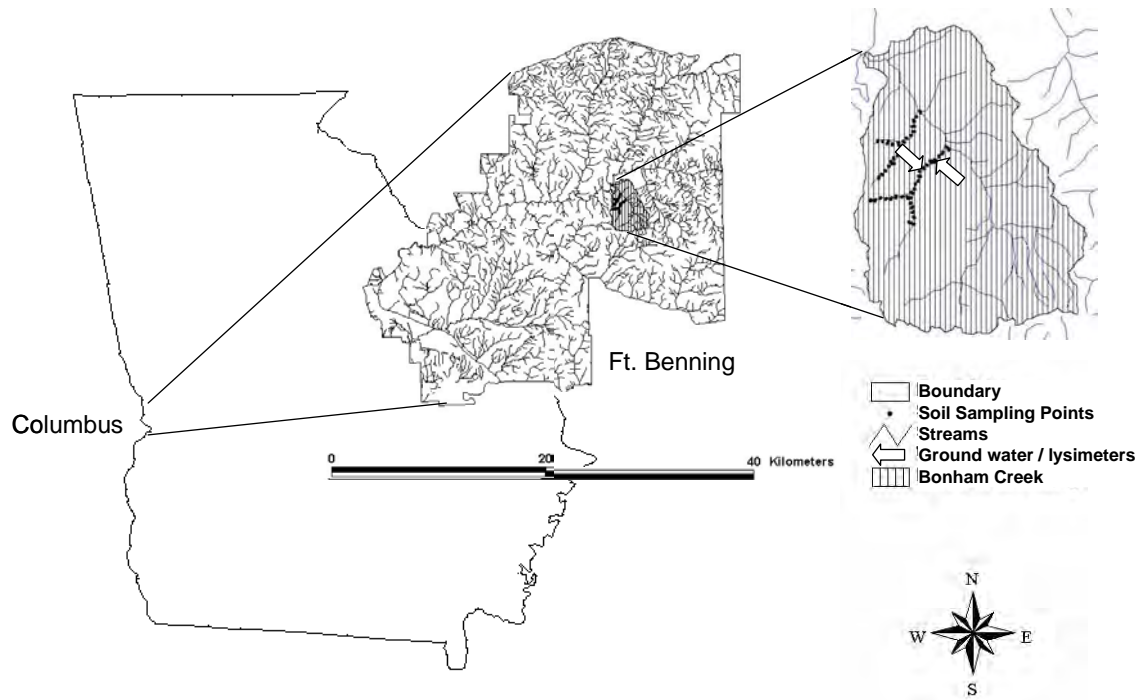 Ft. Benning
Columbus
0 20 40 Kilometers
Boundary
Soil Sampling Points
Streams
Ground water / lysimeters
Bonham Creek
N
W E
S